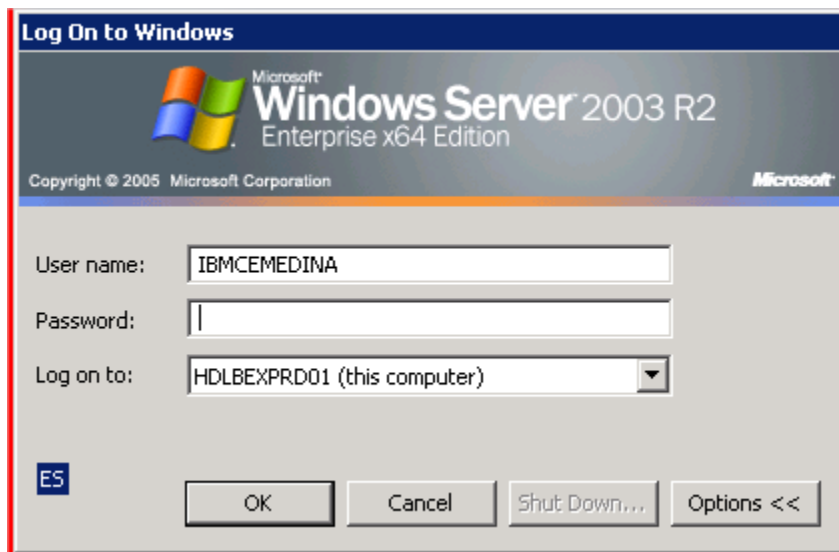 Log On to Windows
Microsoft
Windows Server 2003 R2
Enterprise x64 Edition
Copyright © 2005 Microsoft Corporation Microsoft
User name: IBMCEMEDINA
Password:
Log on to: HDLBEXPRD01 (this computer)
ES
OK Cancel Shut Down... Options <<